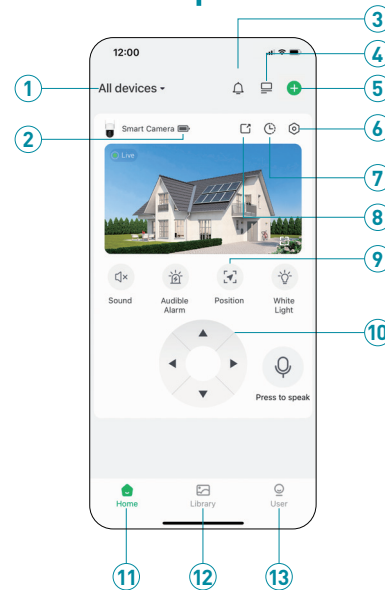 3
12:00
4
1
All devices
5
2
Smart Camera
6
Live
7
8
9
Sound
Audible
Alarm
Position
White
Light
10
Press to speak
Home
Library
User
11
12
13